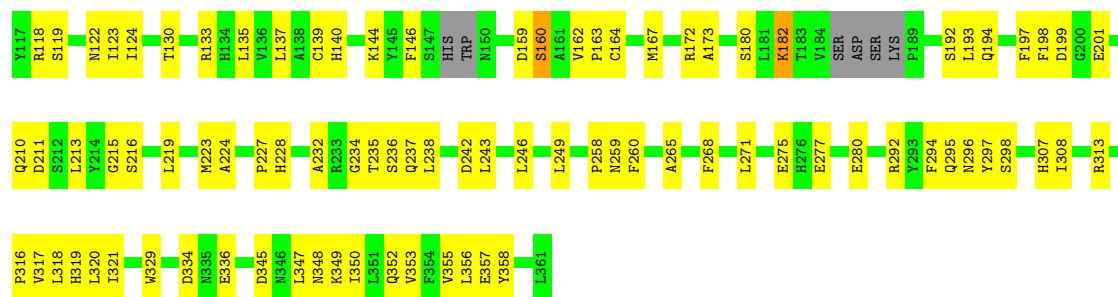 Y117 R118 S119 N122 I123 I124 T130 R133 H134 L135 V136 L137 A138 C139 H140 K144 Y145 F146 S147 HIS TRP N150 D159 S160 A161 V162 P163 C164 M167 R172 A173 S180 L181 K182 T183 V184 SER ASP SER LYS P189 S192 L193 Q194 F197 F198 D199 G200 E201
Q210 D211 S212 L213 Y214 G215 S216 L219 M223 A224 P227 H228 A232 R233 G234 T235 S236 Q237 L238 D242 L243 L246 L249 P258 N259 F260 A265 F268 L271 E275 H276 E277 E280 R292 Y293 F294 Q295 N296 Y297 S298 H307 I308 R313
P316 V317 L318 H319 L320 I321 W329 D334 N335 E336 D345 N346 L347 N348 K349 I350 L351 Q352 V353 F354 V355 L356 E357 Y358 L361